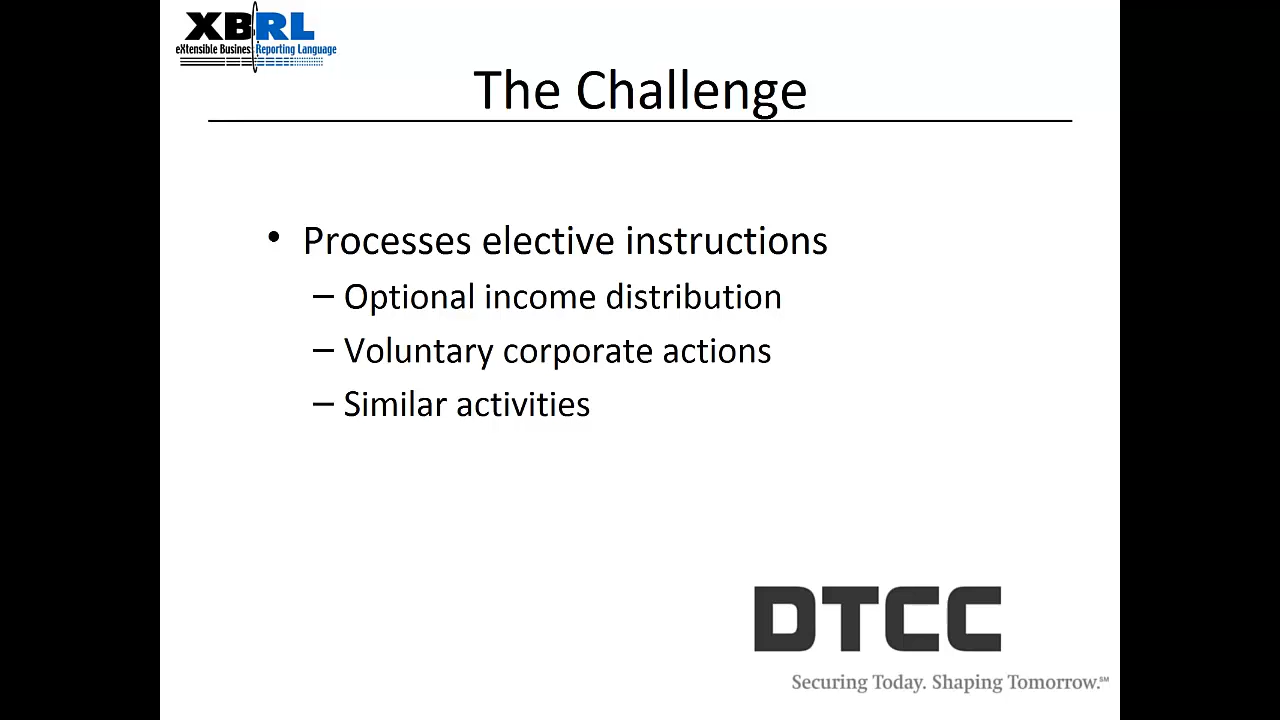 XBRL
eXtensible Business Reporting Language
The Challenge
• Processes elective instructions
– Optional income distribution
– Voluntary corporate actions
– Similar activities
DTCC
Securing Today. Shaping Tomorrow.℠